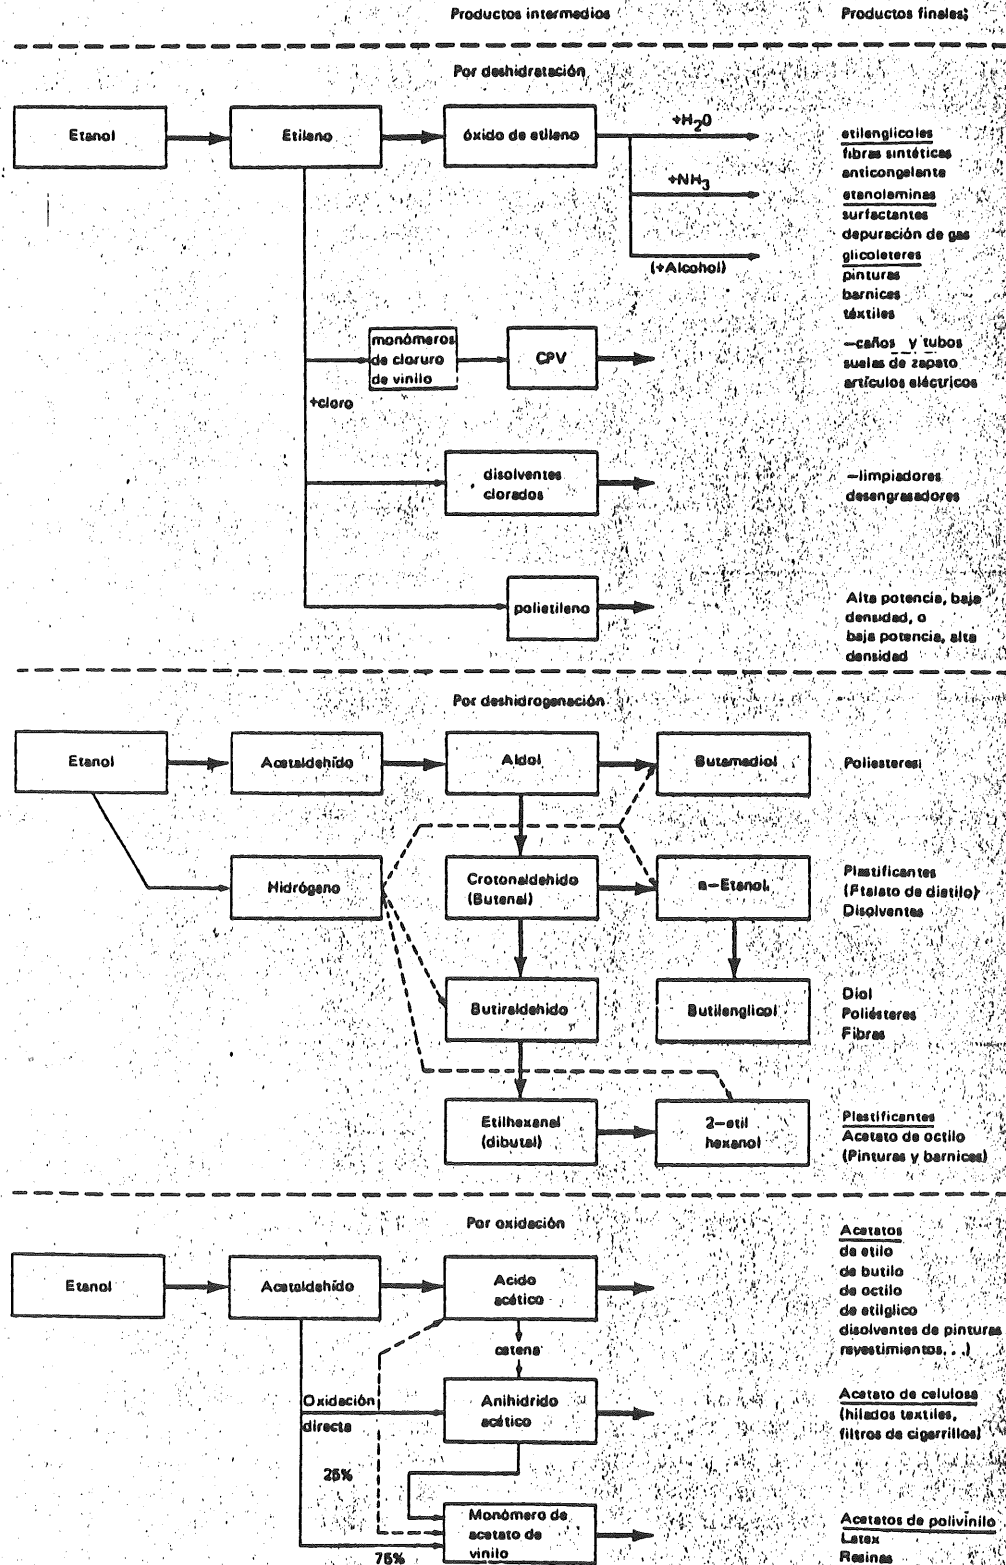 Productos intermedios
Productos finales;
Por deshidratación
Etanol
Etileno
óxido de etileno
+H2O
+NH3
(+Alcohol)
etilenglicoles
fibras sintéticas
anticongelante
etanolaminas
surfactantes
depuración de gas
glicoleteres
pinturas
barnices
téxtiles
monómeros
de cloruro
de vinilo
CPV
—caños y tubos
suelas de zapato
artículos eléctricos
+cloro
disolventes
clorados
—limpiadores
desengrasadores
polietileno
Alta potencia, baja
densidad, o
baja potencia, alta
densidad
Por deshidrogenación
Etanol
Acetaldehído
Aldol
Butamediol
Poliesteres
Hidrógeno
Crotonaldehido
(Butenal)
n—Etanol
Plastificantes
(Ftalato de diatilo)
Disolventes
Butiraldehido
Butilenglicol
Diol
Poliésteres
Fibras
Etilhexanal
(dibutal)
2—etil
hexanol
Plastificantes
Acetato de octilo
(Pinturas y barnices)
Por oxidación
Etanol
Acetaldehído
Acido
acético
Acetatos
de etilo
de butilo
de octilo
de etilglico
disolventes de pinturas
revestimientos. . .)
catena
Oxidación
directa
Anihidrido
acético
Acetato de celulosa
(hilados textiles,
filtros de cigarrillos)
25%
75%
Monómero de
acetato de
vinilo
Acetatos de polivinilo
Latex
Resinas